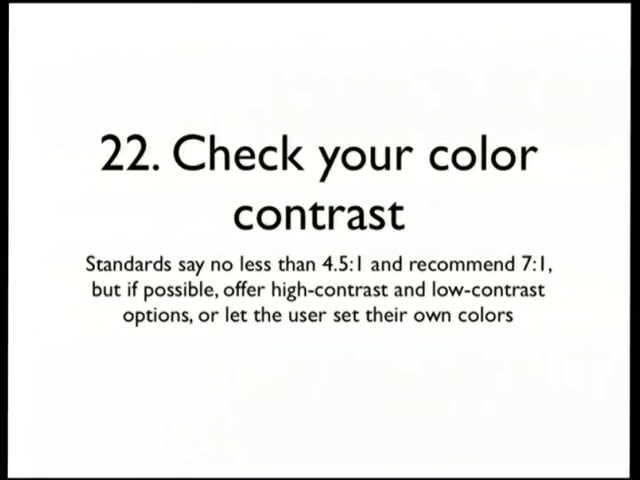 22. Check your color
contrast
Standards say no less than 4.5:1 and recommend 7:1,
but if possible, offer high-contrast and low-contrast
options, or let the user set their own colors